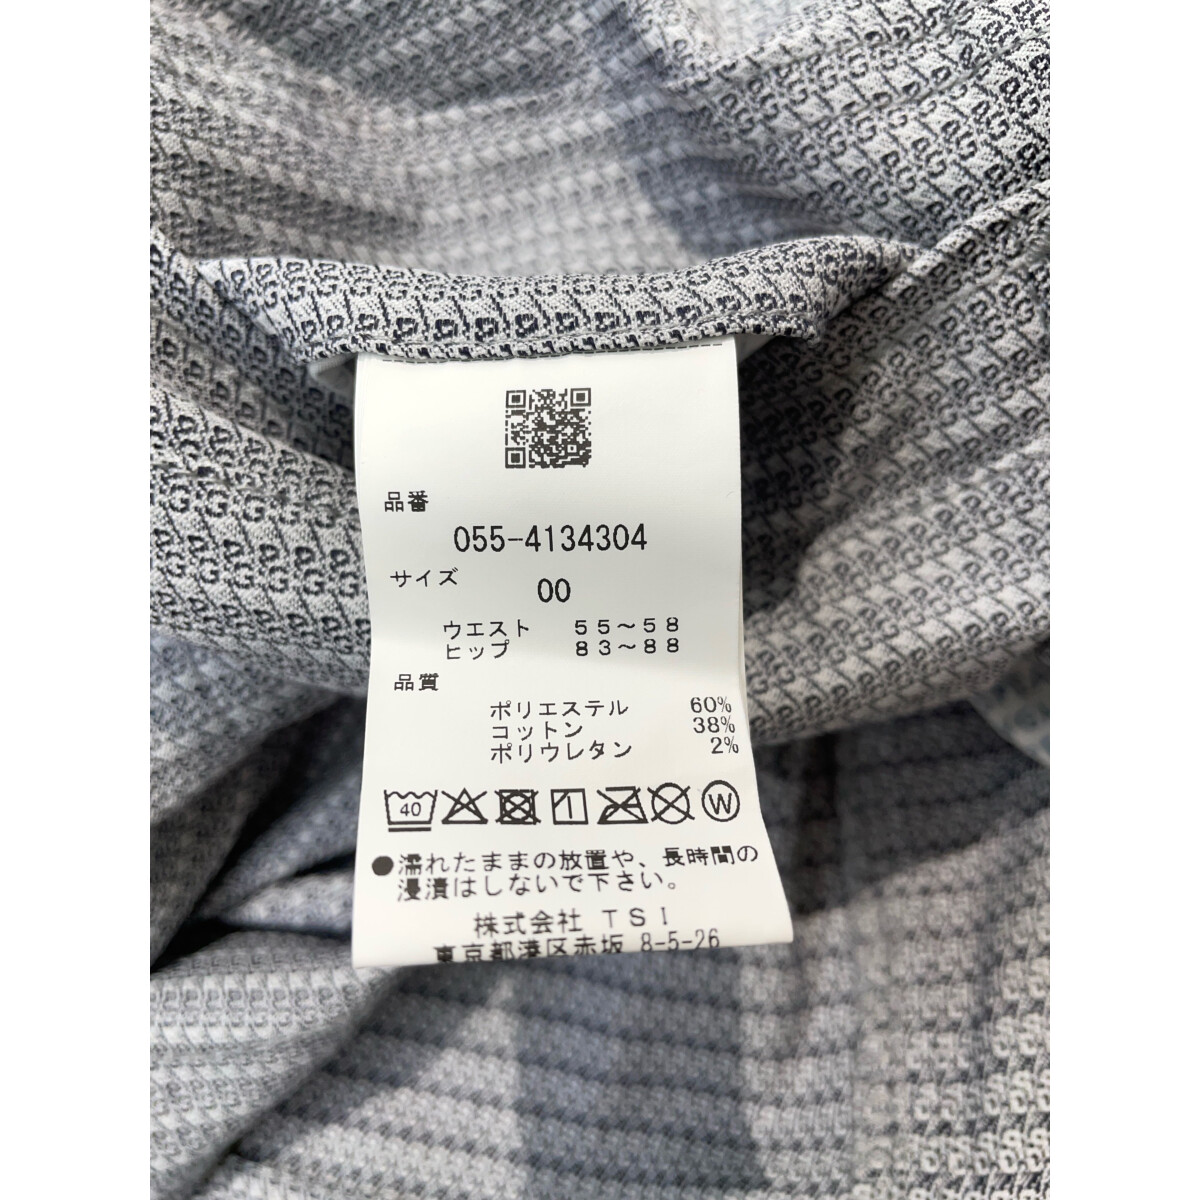 品番
055-4134304
サイズ
00
ウエスト 55～58
ヒップ 83～88
品質
ポリエステル 60%
コットン 38%
ポリウレタン 2%
40
W
●濡れたままの放置や、長時間の
浸漬はしないで下さい。
株式会社 TSI
東京都港区赤坂 8-5-26